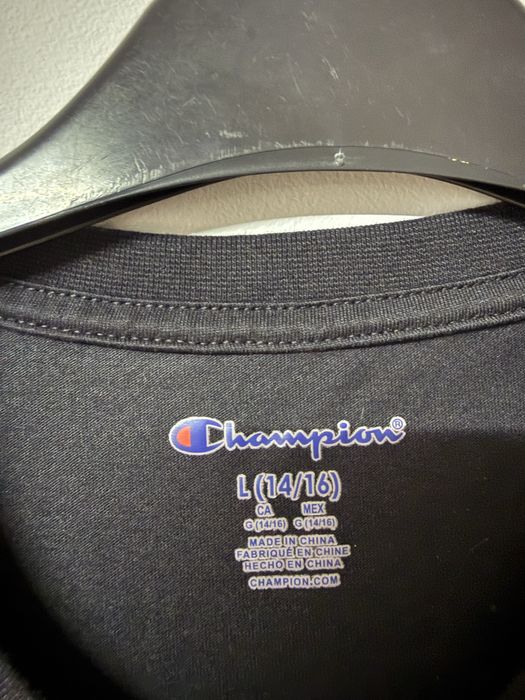 Champion®
L (14/16)
CA MEX
G (14/16) G (14/16)
MADE IN CHINA
FABRIQUÉ EN CHINE
HECHO EN CHINA
CHAMPION.COM